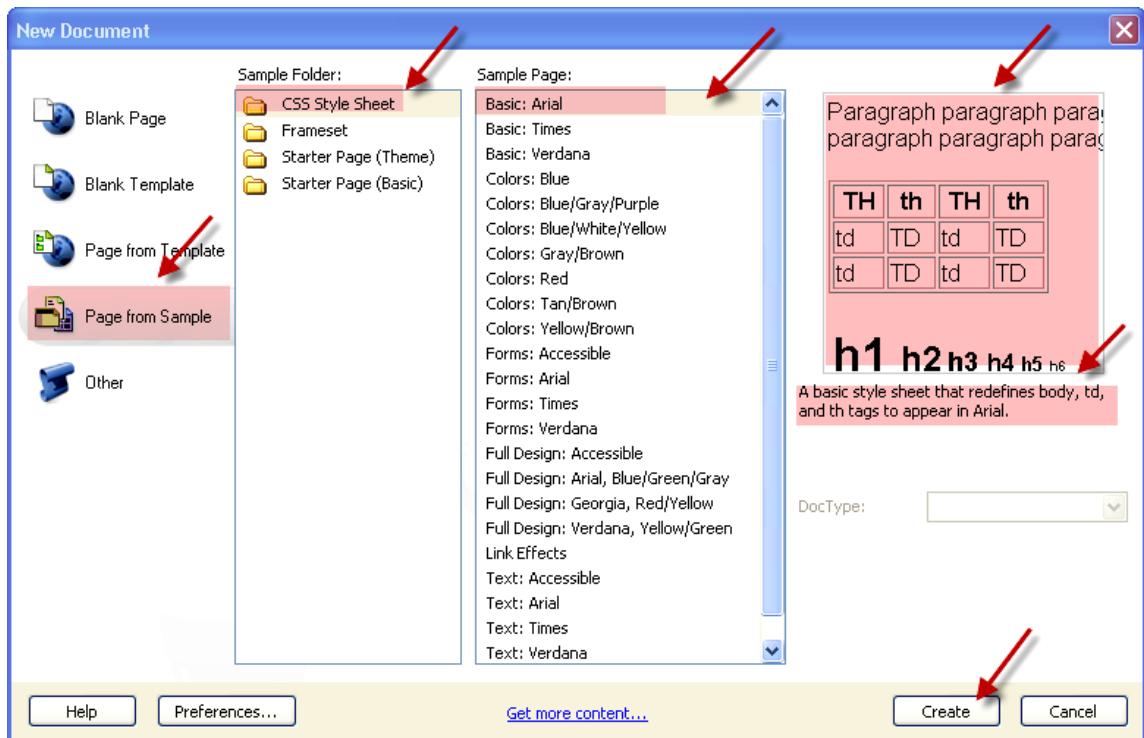 New Document
Blank Page
Blank Template
Page from Template
Page from Sample
Other
Sample Folder:
CSS Style Sheet
Frameset
Starter Page (Theme)
Starter Page (Basic)
Sample Page:
Basic: Arial
Basic: Times
Basic: Verdana
Colors: Blue
Colors: Blue/Gray/Purple
Colors: Blue/White/Yellow
Colors: Gray/Brown
Colors: Red
Colors: Tan/Brown
Colors: Yellow/Brown
Forms: Accessible
Forms: Arial
Forms: Times
Forms: Verdana
Full Design: Accessible
Full Design: Arial, Blue/Green/Gray
Full Design: Georgia, Red/Yellow
Full Design: Verdana, Yellow/Green
Link Effects
Text: Accessible
Text: Arial
Text: Times
Text: Verdana
Paragraph paragraph para
paragraph paragraph parag
TH th TH th
td TD td TD
td TD td TD
h1 h2 h3 h4 h5 h6
A basic style sheet that redefines body, td,
and th tags to appear in Arial.
DocType:
Help Preferences... Get more content... Create Cancel